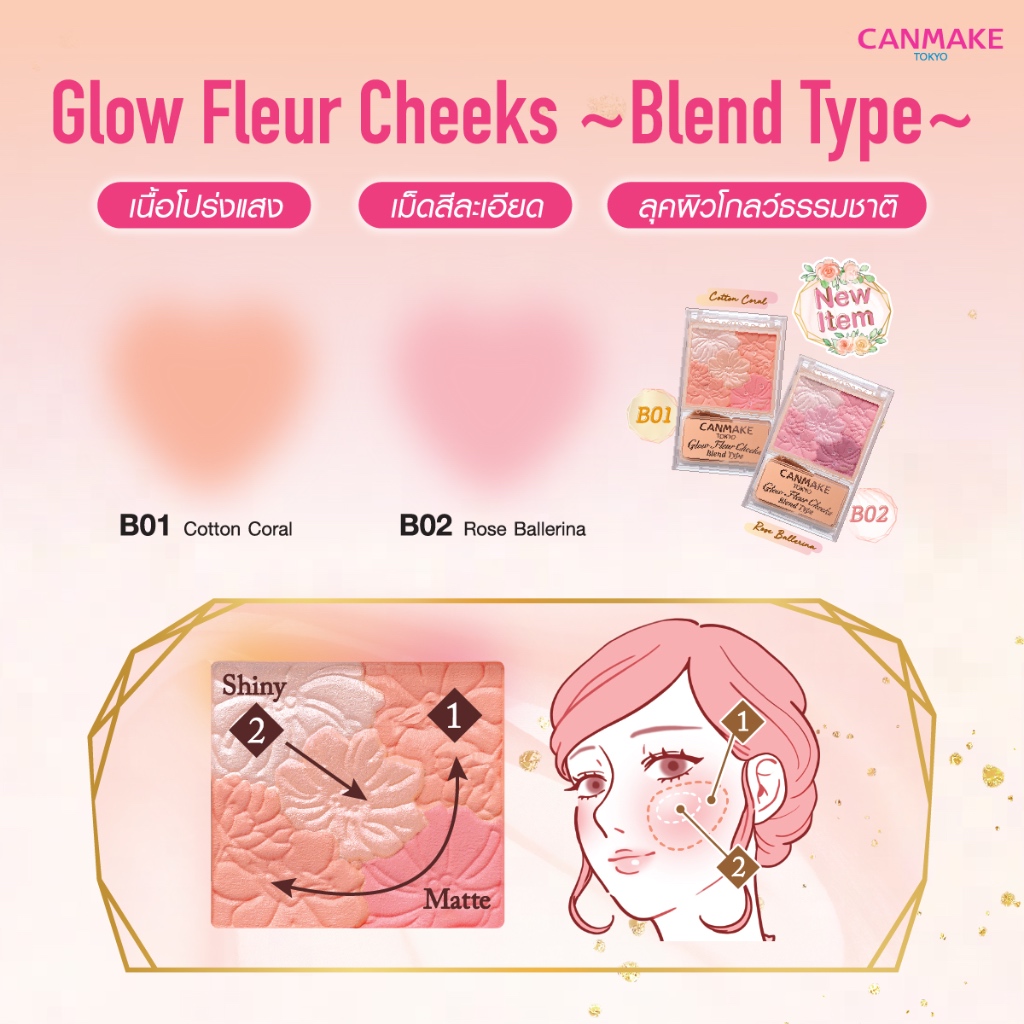 CANMAKE
TOKYO
Glow Fleur Cheeks ~Blend Type~
เนื้อโปร่งแสง
เม็ดสีละเอียด
ลุคผิวโกลว์ธรรมชาติ
Cotton Coral
New
Item
B01
CANMAKE
TOKYO
Glow Fleur Cheeks
Blend Type
CANMAKE
TOKYO
Glow Fleur Cheeks
Blend Type
B02
Rose Ballerina
B01 Cotton Coral
B02 Rose Ballerina
Shiny
2
1
Matte
1
2